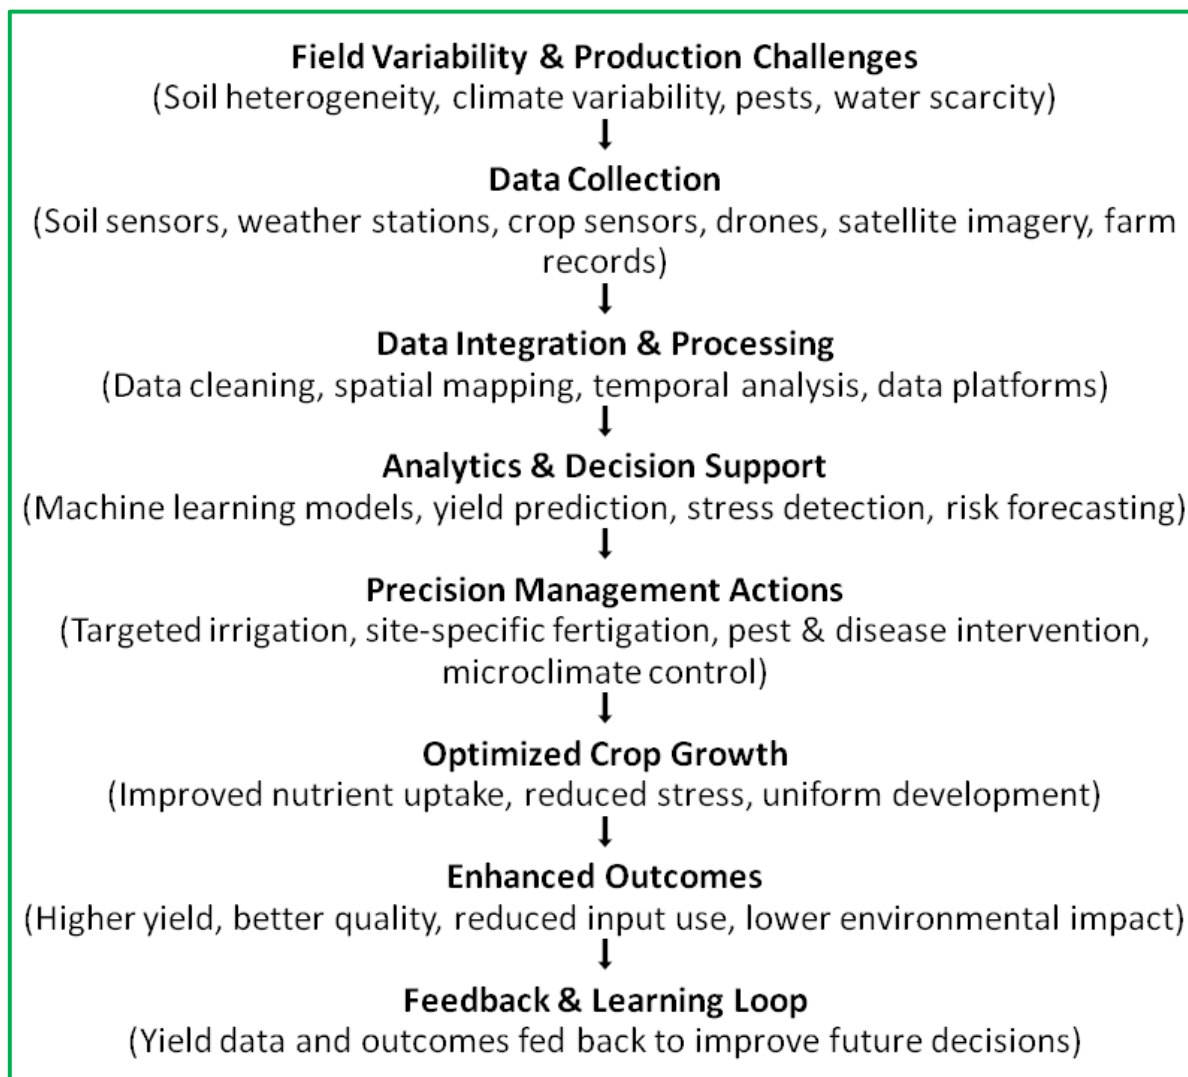 Field Variability & Production Challenges
(Soil heterogeneity, climate variability, pests, water scarcity)
Data Collection
(Soil sensors, weather stations, crop sensors, drones, satellite imagery, farm
records)
Data Integration & Processing
(Data cleaning, spatial mapping, temporal analysis, data platforms)
Analytics & Decision Support
(Machine learning models, yield prediction, stress detection, risk forecasting)
Precision Management Actions
(Targeted irrigation, site-specific fertigation, pest & disease intervention,
microclimate control)
Optimized Crop Growth
(Improved nutrient uptake, reduced stress, uniform development)
Enhanced Outcomes
(Higher yield, better quality, reduced input use, lower environmental impact)
Feedback & Learning Loop
(Yield data and outcomes fed back to improve future decisions)